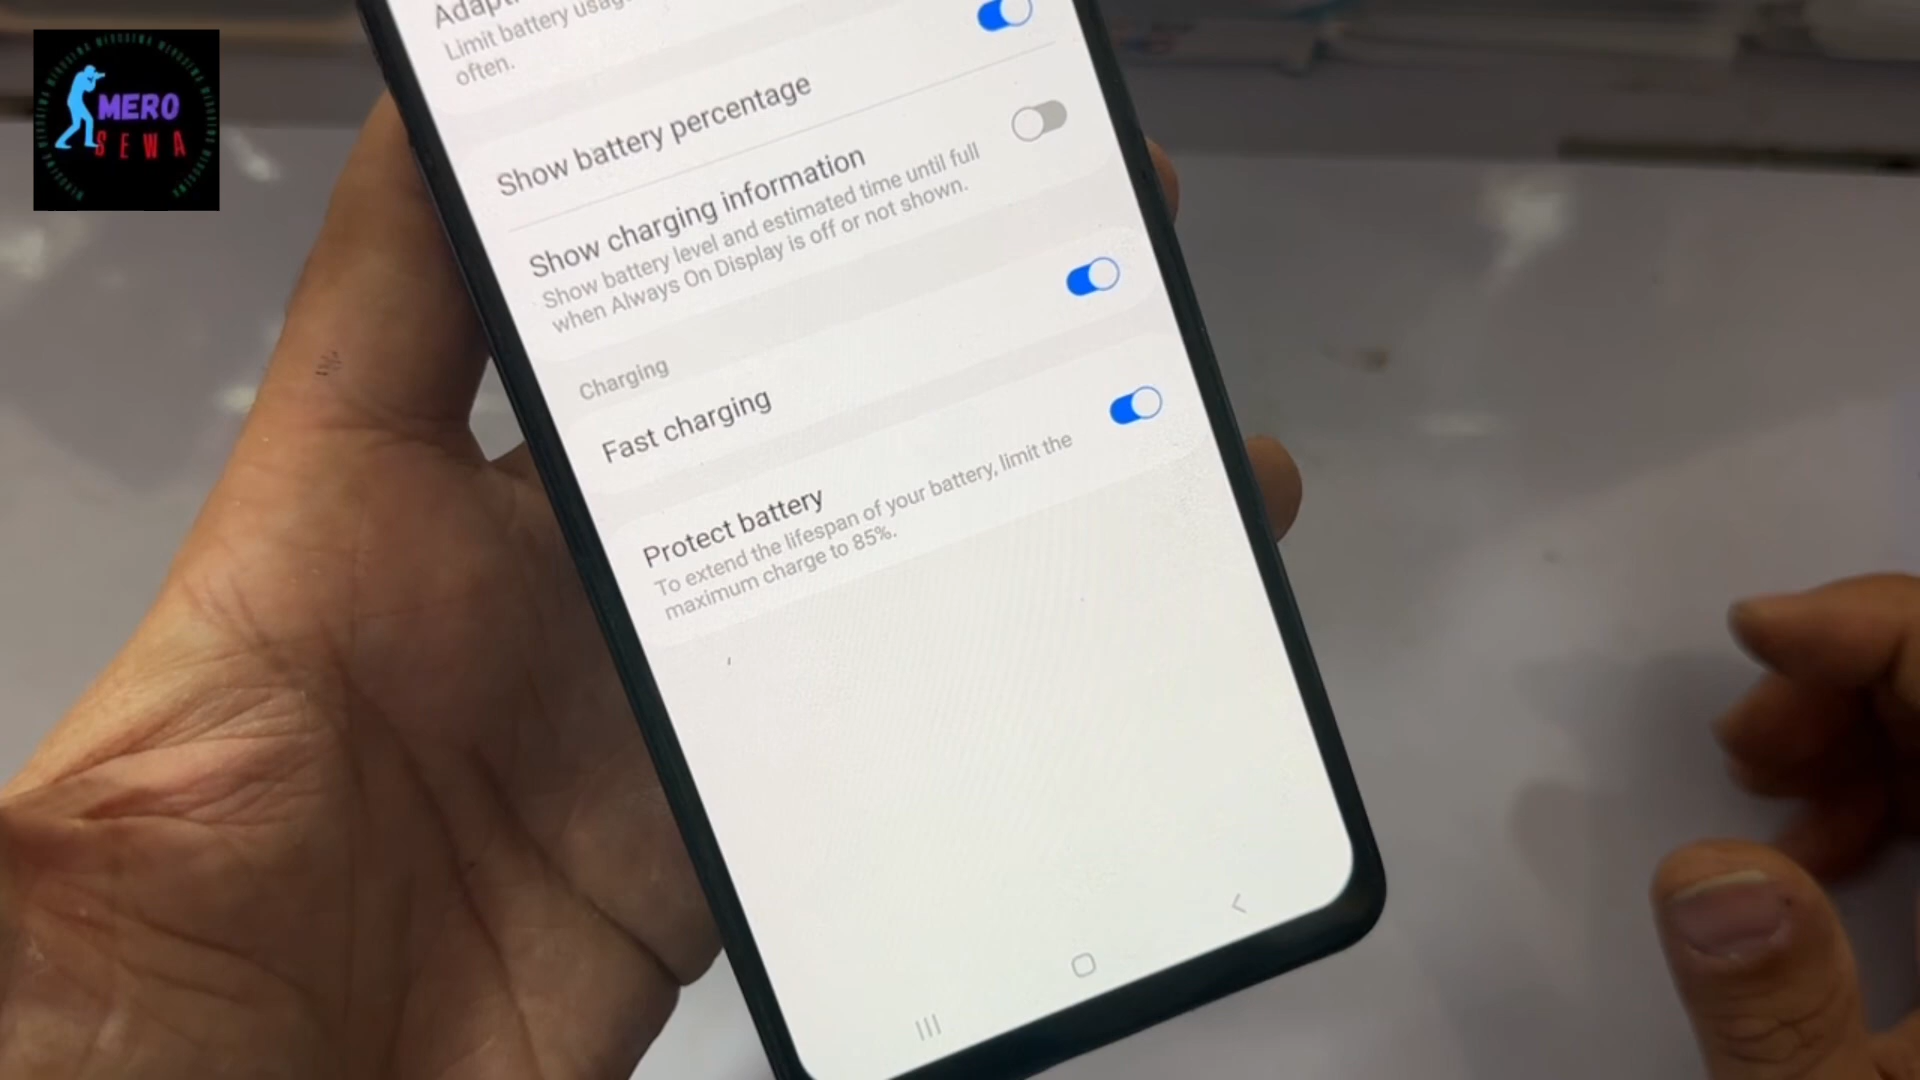 MERO
SEWA
Limit battery usage
often.
Show battery percentage
Show charging information
Show battery level and estimated time until full
when Always On Display is off or not shown.
Charging
Fast charging
Protect battery
To extend the lifespan of your battery, limit the
maximum charge to 85%.